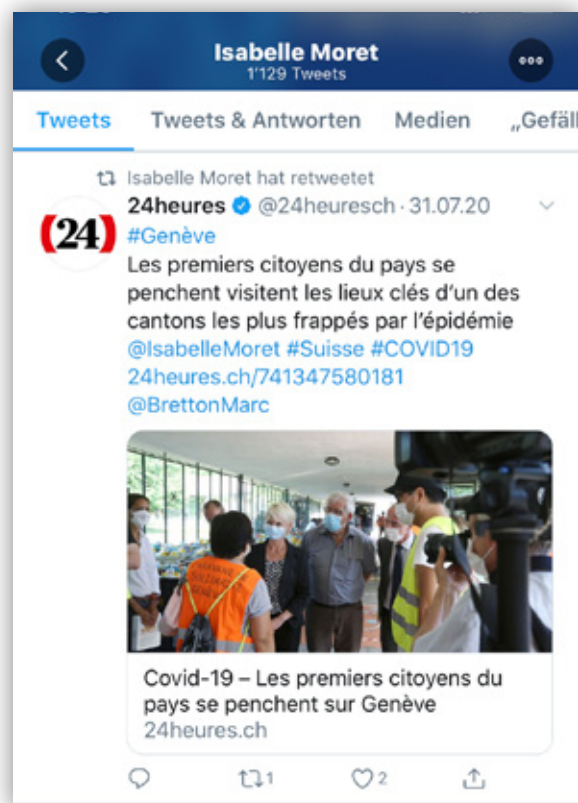 Isabelle Moret
1'129 Tweets
Tweets
Tweets & Antworten
Medien
„Gefäll
Isabelle Moret hat retweetet
24heures @24heuresch · 31.07.20
(24)
#Genève
Les premiers citoyens du pays se
penchent visitent les lieux clés d'un des
cantons les plus frappés par l'épidémie
@IsabelleMoret #Suisse #COVID19
24heures.ch/741347580181
@BrettonMarc
CARAVANE
SOLIDARITÉ
GENÈVE
Covid-19 – Les premiers citoyens du
pays se penchent sur Genève
24heures.ch
1
2